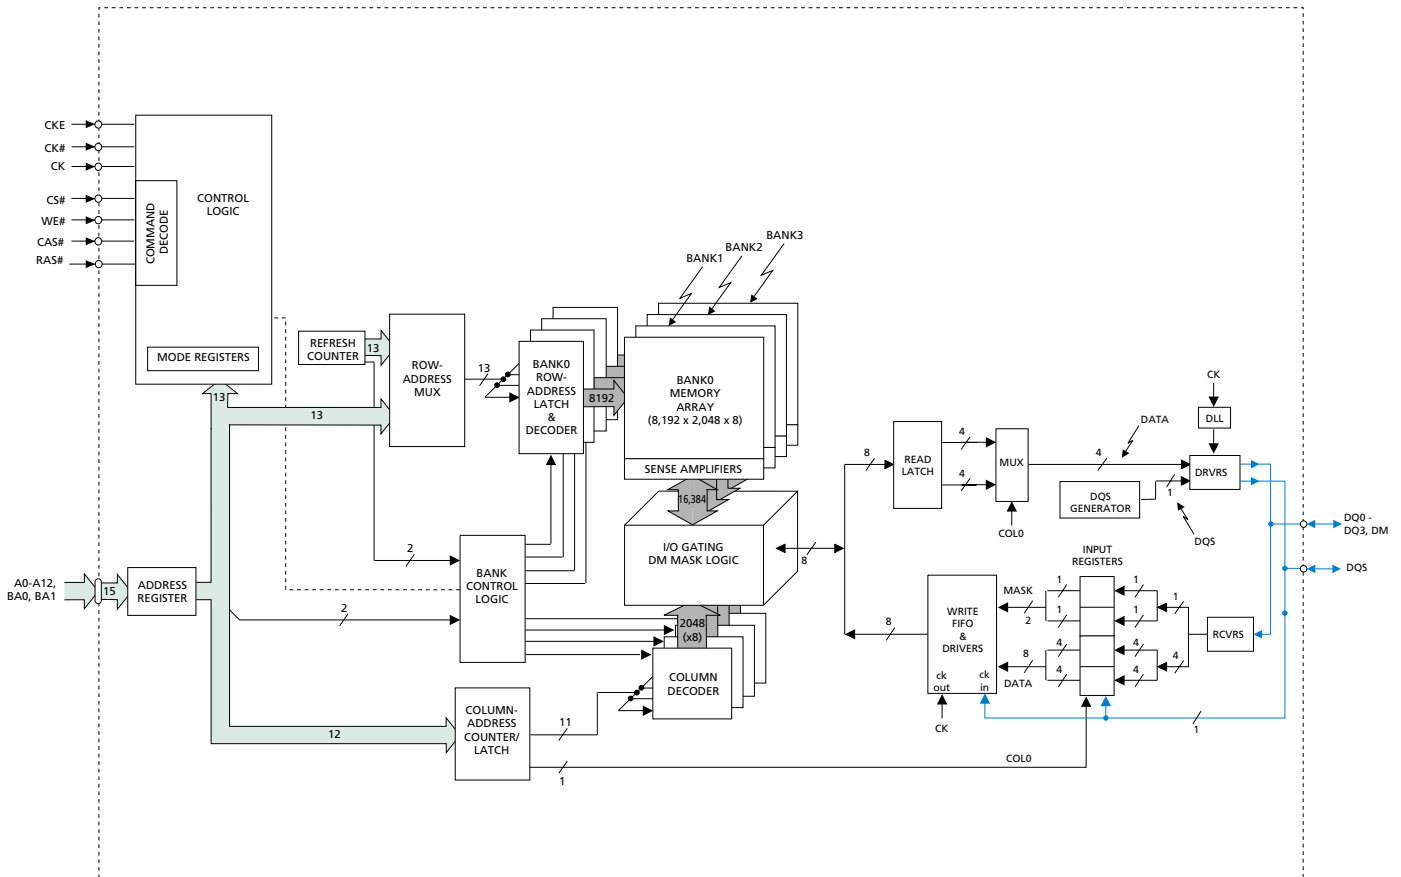 CKE
CK#
CK
CS#
WE#
CAS#
RAS#
COMMAND
DECODE
CONTROL
LOGIC
MODE REGISTERS
BANK3
BANK2
BANK1
REFRESH
COUNTER
13
ROW-
ADDRESS
MUX
13
13
13
BANK0
ROW-
ADDRESS
LATCH
&
DECODER
8192
BANK0
MEMORY
ARRAY
(8,192 x 2,048 x 8)
SENSE AMPLIFIERS
16,384
I/O GATING
DM MASK LOGIC
8
2
2
BANK
CONTROL
LOGIC
A0-A12,
BA0, BA1
15
ADDRESS
REGISTER
2048
(x8)
COLUMN
DECODER
12
COLUMN-
ADDRESS
COUNTER/
LATCH
11
1
COL0
8
READ
LATCH
4
4
MUX
COL0
4
DATA
CK
DLL
DRVRS
DQS
GENERATOR
1
DQS
DQ0 -
DQ3, DM
DQS
INPUT
REGISTERS
8
WRITE
FIFO
&
DRIVERS
ck
out
ck
in
CK
MASK
2
8
DATA
1
1
4
4
1
1
4
4
1
4
RCVRS
1